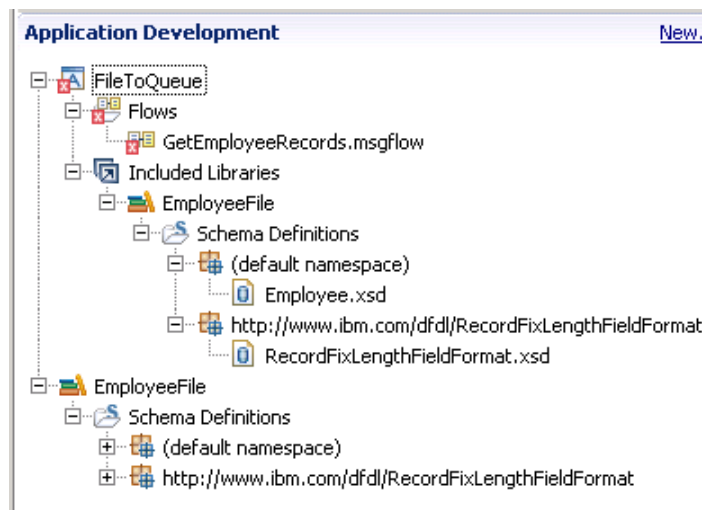 Application Development New.
FileToQueue
Flows
GetEmployeeRecords.msgflow
Included Libraries
EmployeeFile
Schema Definitions
(default namespace)
Employee.xsd
http://www.ibm.com/dfdl/RecordFixLengthFieldFormat
RecordFixLengthFieldFormat.xsd
EmployeeFile
Schema Definitions
(default namespace)
http://www.ibm.com/dfdl/RecordFixLengthFieldFormat